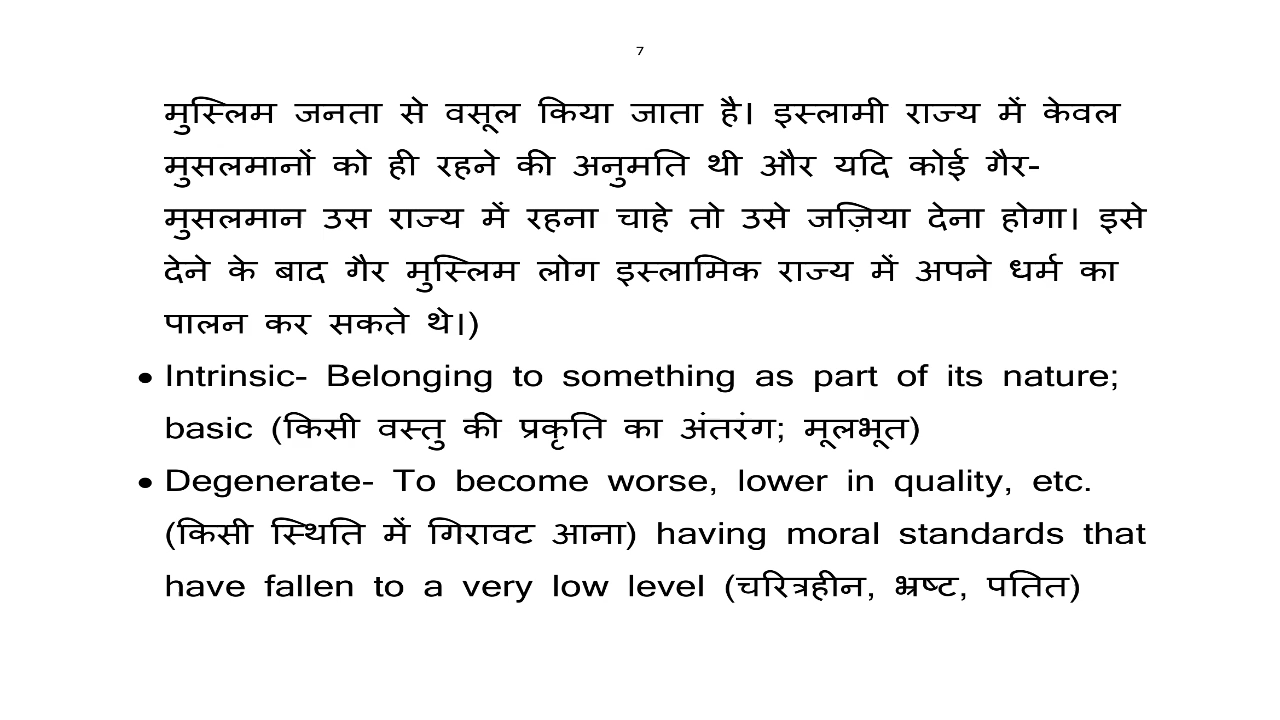 7
मुस्लिम जनता से वसूल किया जाता है। इस्लामी राज्य में केवल
मुसलमानों को ही रहने की अनुमति थी और यदि कोई गैर-
मुसलमान उस राज्य में रहना चाहे तो उसे जज़िया देना होगा। इसे
देने के बाद गैर मुस्लिम लोग इस्लामिक राज्य में अपने धर्म का
पालन कर सकते थे।)
• Intrinsic- Belonging to something as part of its nature;
basic (किसी वस्तु की प्रकृति का अंतरंग; मूलभूत)
• Degenerate- To become worse, lower in quality, etc.
(किसी स्थिति में गिरावट आना) having moral standards that
have fallen to a very low level (चरित्रहीन, भ्रष्ट, पतित)